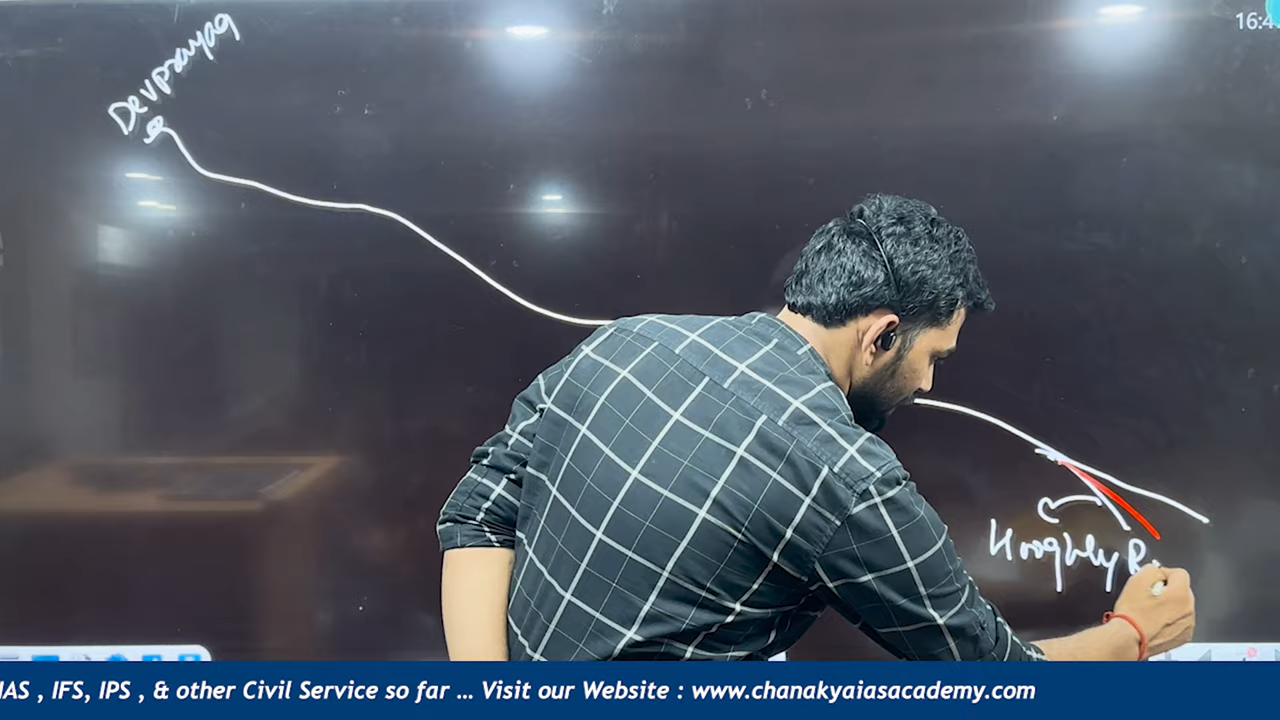 Devprayag
16:4
Hooghly R.
IAS , IFS, IPS , & other Civil Service so far ... Visit our Website : www.chanakyaiasacademy.com